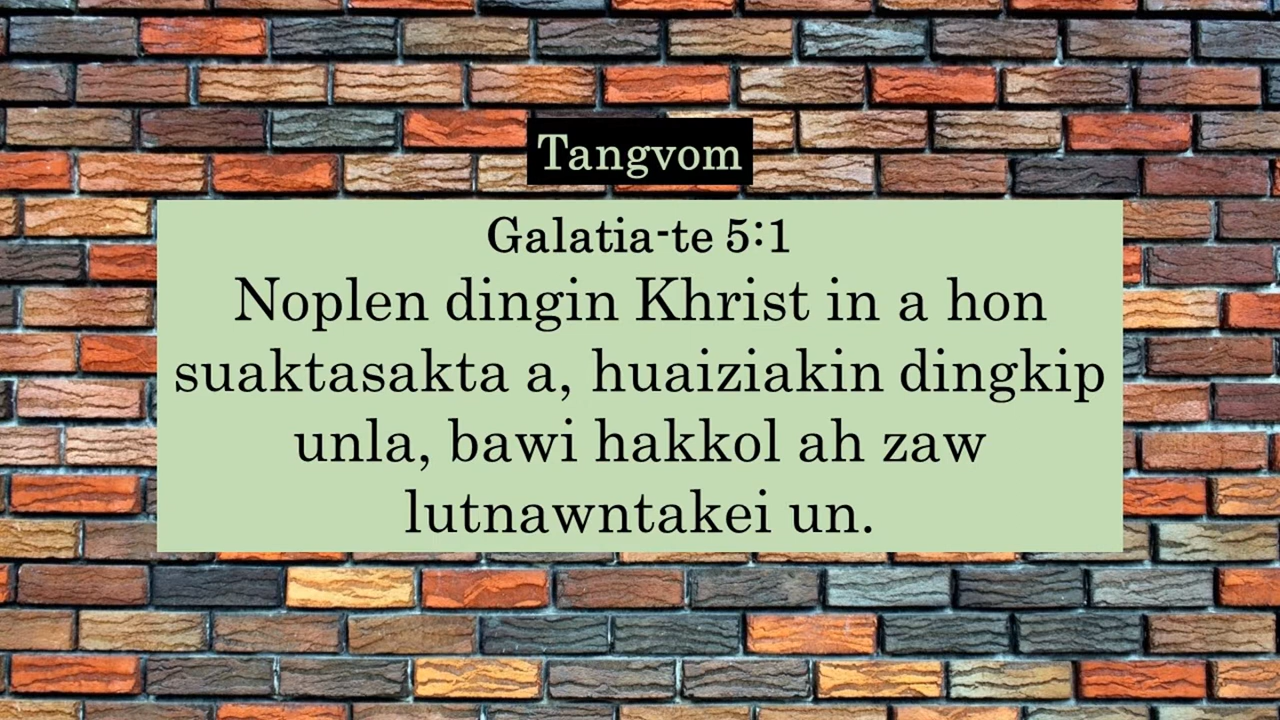 Tangvom
Galatia-te 5:1
Noplen dingin Khrist in a hon
suaktasakta a, huaiziakin dingkip
unla, bawi hakkol ah zaw
lutnawntakei un.